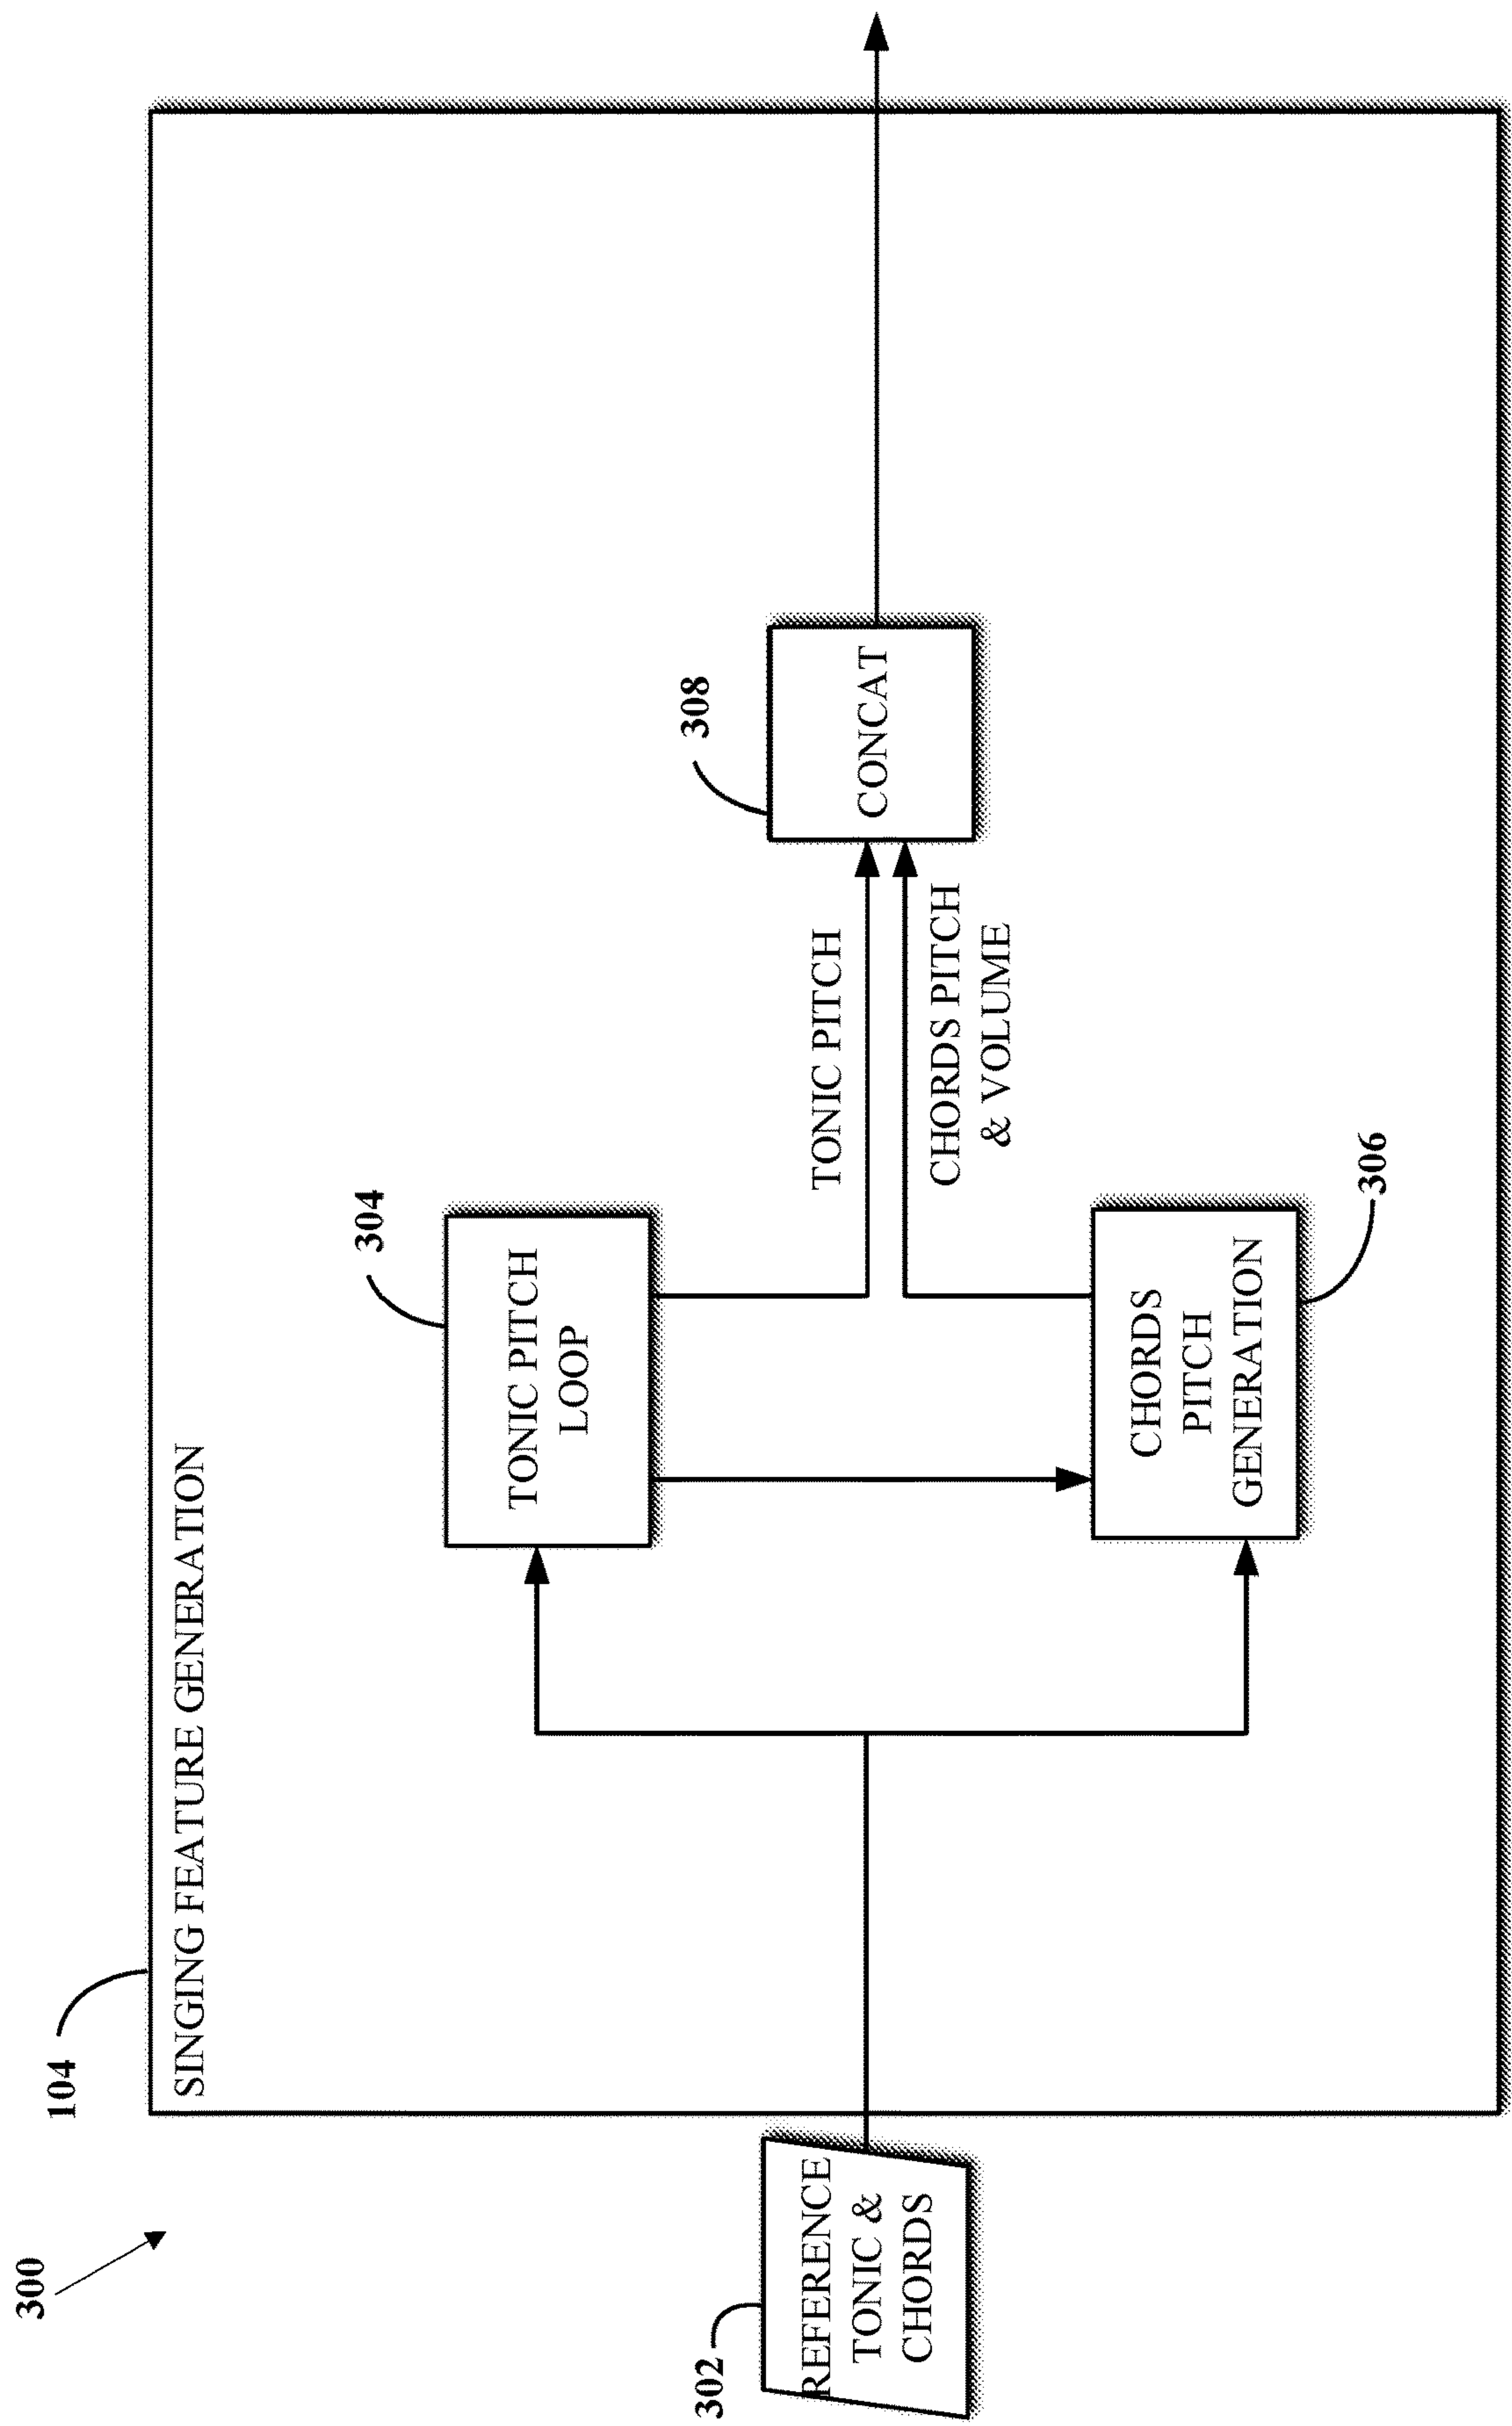 300
104
SINGING FEATURE GENERATION
302
REFERENCE
TONIC &
CHORDS
304
TONIC PITCH
LOOP
306
CHORDS
PITCH
GENERATION
TONIC PITCH
CHORDS PITCH
& VOLUME
308
CONCAT